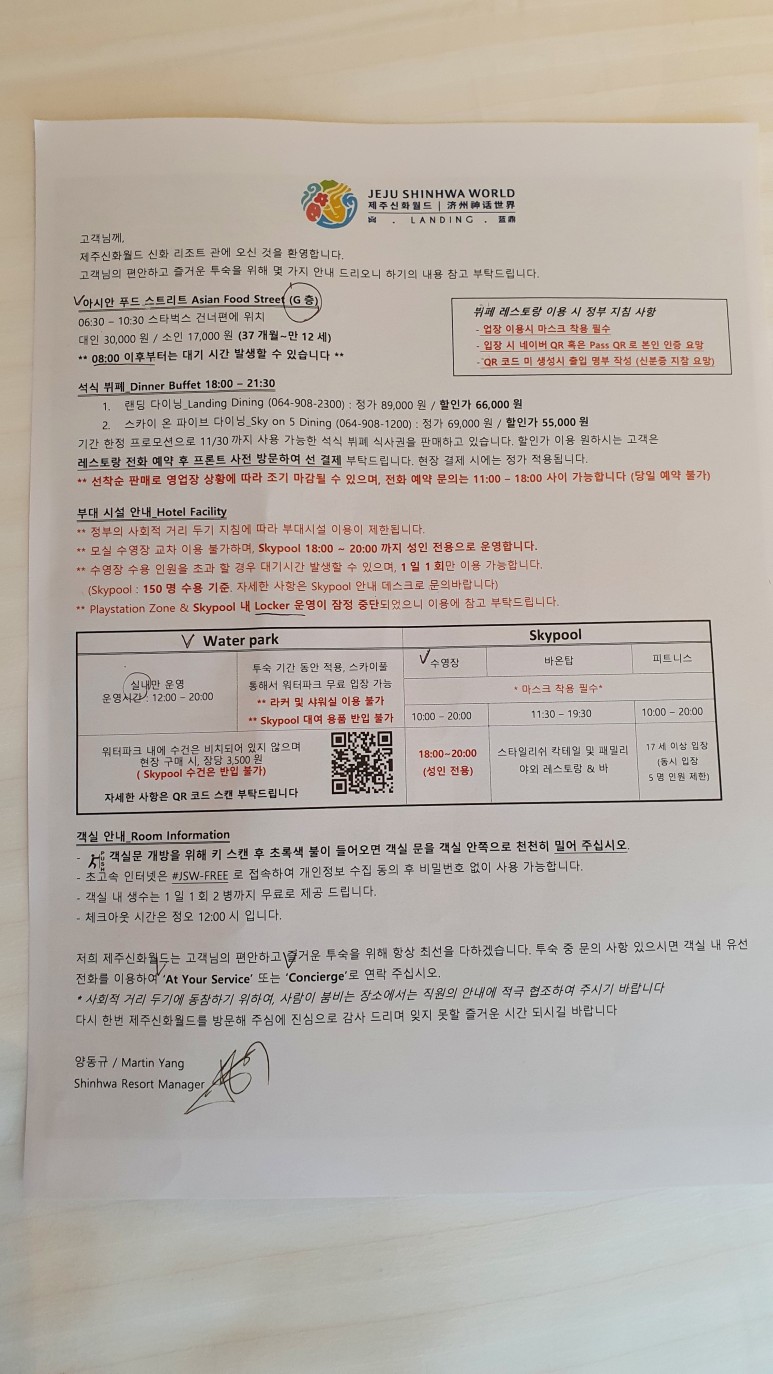 JEJU SHINHWA WORLD
제주신화월드 | 济州神话世界
LANDING . 蓝鼎
고객님께,
제주신화월드 신화 리조트 관에 오신 것을 환영합니다.
고객님의 편안하고 즐거운 투숙을 위해 몇 가지 안내 드리오니 하기의 내용 참고 부탁드립니다.
아시안 푸드 스트리트 Asian Food Street (G 층)
06:30 – 10:30 스타벅스 건너편에 위치
대인 30,000 원 / 소인 17,000 원 (37 개월~만 12 세)
** 08:00 이후부터는 대기 시간 발생할 수 있습니다 **
뷔페 레스토랑 이용 시 정부 지침 사항
- 업장 이용시 마스크 착용 필수
- 입장 시 네이버 QR 혹은 Pass QR 로 본인 인증 요망
- QR 코드 미 생성시 출입 명부 작성 (신분증 지참 요망)
석식 뷔페_Dinner Buffet 18:00 – 21:30
1. 랜딩 다이닝_Landing Dining (064-908-2300) : 정가 89,000 원 / 할인가 66,000 원
2. 스카이 온 파이브 다이닝_Sky on 5 Dining (064-908-1200) : 정가 69,000 원 / 할인가 55,000 원
기간 한정 프로모션으로 11/30 까지 사용 가능한 석식 뷔페 식사권을 판매하고 있습니다. 할인가 이용 원하시는 고객은
레스토랑 전화 예약 후 프론트 사전 방문하여 선 결제 부탁드립니다. 현장 결제 시에는 정가 적용됩니다.
** 선착순 판매로 영업장 상황에 따라 조기 마감될 수 있으며, 전화 예약 문의는 11:00 – 18:00 사이 가능합니다 (당일 예약 불가)
부대 시설 안내_Hotel Facility
** 정부의 사회적 거리 두기 지침에 따라 부대시설 이용이 제한됩니다.
** 모실 수영장 교차 이용 불가하며, Skypool 18:00 ~ 20:00 까지 성인 전용으로 운영합니다.
** 수영장 수용 인원을 초과 할 경우 대기시간 발생할 수 있으며, 1 일 1 회만 이용 가능합니다.
(Skypool : 150 명 수용 기준. 자세한 사항은 Skypool 안내 데스크로 문의바랍니다)
** Playstation Zone & Skypool 내 Locker 운영이 잠정 중단되었으니 이용에 참고 부탁드립니다.
Water park
Skypool
실내만 운영
운영시간 : 12:00 – 20:00
투숙 기간 동안 적용, 스카이풀
통해서 워터파크 무료 입장 가능
** 라커 및 샤워실 이용 불가
** Skypool 대여 용품 반입 불가
수영장
바온탑
피트니스
* 마스크 착용 필수*
10:00 – 20:00
11:30 – 19:30
10:00 – 20:00
워터파크 내에 수건은 비치되어 있지 않으며
현장 구매 시, 장당 3,500 원
( Skypool 수건은 반입 불가)
자세한 사항은 QR 코드 스캔 부탁드립니다
18:00~20:00
(성인 전용)
스타일리쉬 칵테일 및 패밀리
야외 레스토랑 & 바
17 세 이상 입장
(동시 입장
5 명 인원 제한)
객실 안내_Room Information
- PUSH 객실문 개방을 위해 키 스캔 후 초록색 불이 들어오면 객실 문을 객실 안쪽으로 천천히 밀어 주십시오.
- 초고속 인터넷은 #JSW-FREE 로 접속하여 개인정보 수집 동의 후 비밀번호 없이 사용 가능합니다.
- 객실 내 생수는 1 일 1 회 2 병까지 무료로 제공 드립니다.
- 체크아웃 시간은 정오 12:00 시 입니다.
저희 제주신화월드는 고객님의 편안하고 즐거운 투숙을 위해 항상 최선을 다하겠습니다. 투숙 중 문의 사항 있으시면 객실 내 유선
전화를 이용하여 'At Your Service' 또는 'Concierge'로 연락 주십시오.
* 사회적 거리 두기에 동참하기 위하여, 사람이 붐비는 장소에서는 직원의 안내에 적극 협조하여 주시기 바랍니다
다시 한번 제주신화월드를 방문해 주심에 진심으로 감사 드리며 잊지 못할 즐거운 시간 되시길 바랍니다
양동규 / Martin Yang
Shinhwa Resort Manager